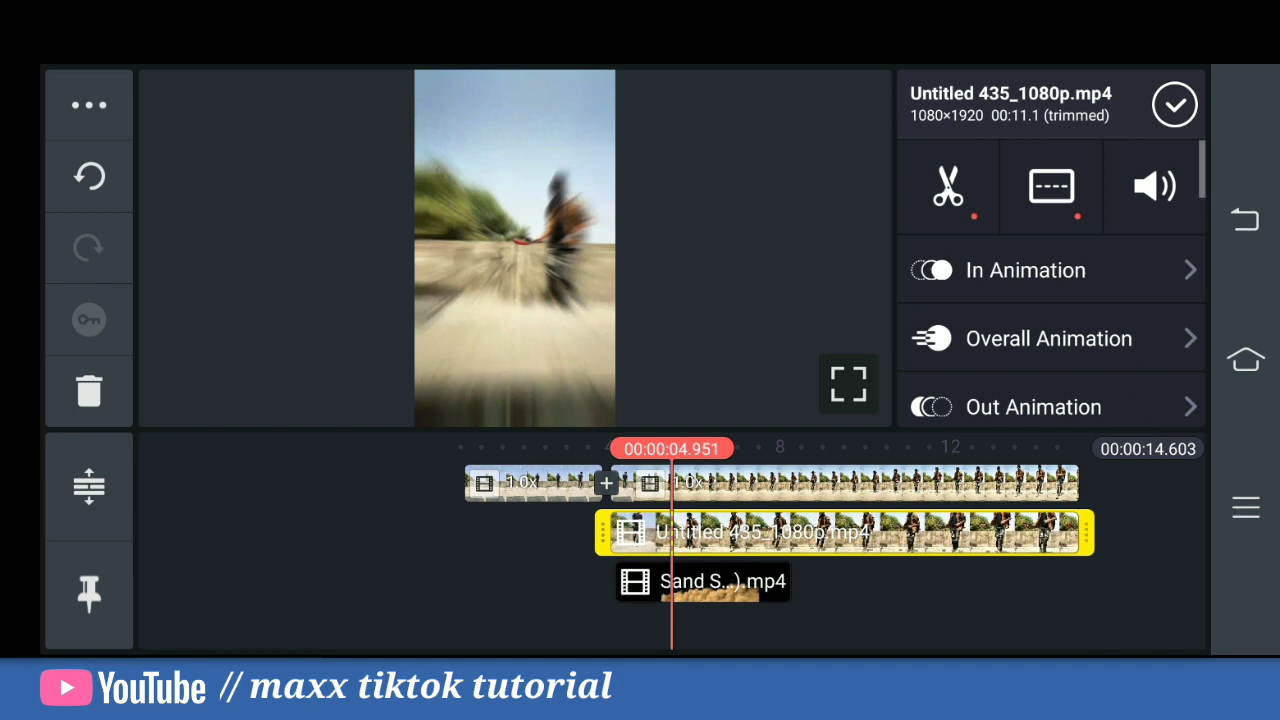 Untitled 435_1080p.mp4
1080×1920 00:11.1 (trimmed)
In Animation
Overall Animation
Out Animation
00:00:04.951
8
12
00:00:14.603
1.0x
1.0x
Untitled 435_1080p.mp4
Sand S...).mp4
YouTube // maxx tiktok tutorial